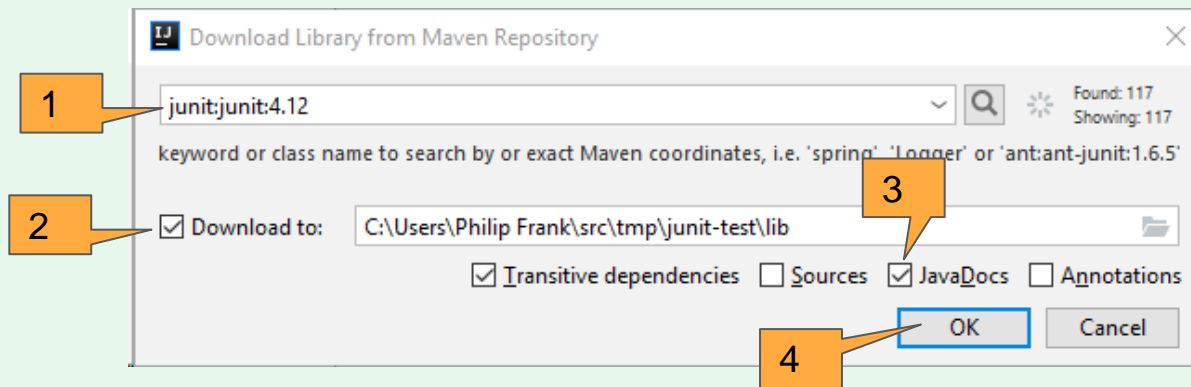 IJ
Download Library from Maven Repository
1
junit:junit:4.12
Found: 117
Showing: 117
keyword or class name to search by or exact Maven coordinates, i.e. 'spring', 'Logger' or 'ant:ant-junit:1.6.5'
3
2
Download to:
C:\Users\Philip Frank\src\tmp\junit-test\lib
Transitive dependencies Sources JavaDocs Annotations
OK Cancel
4